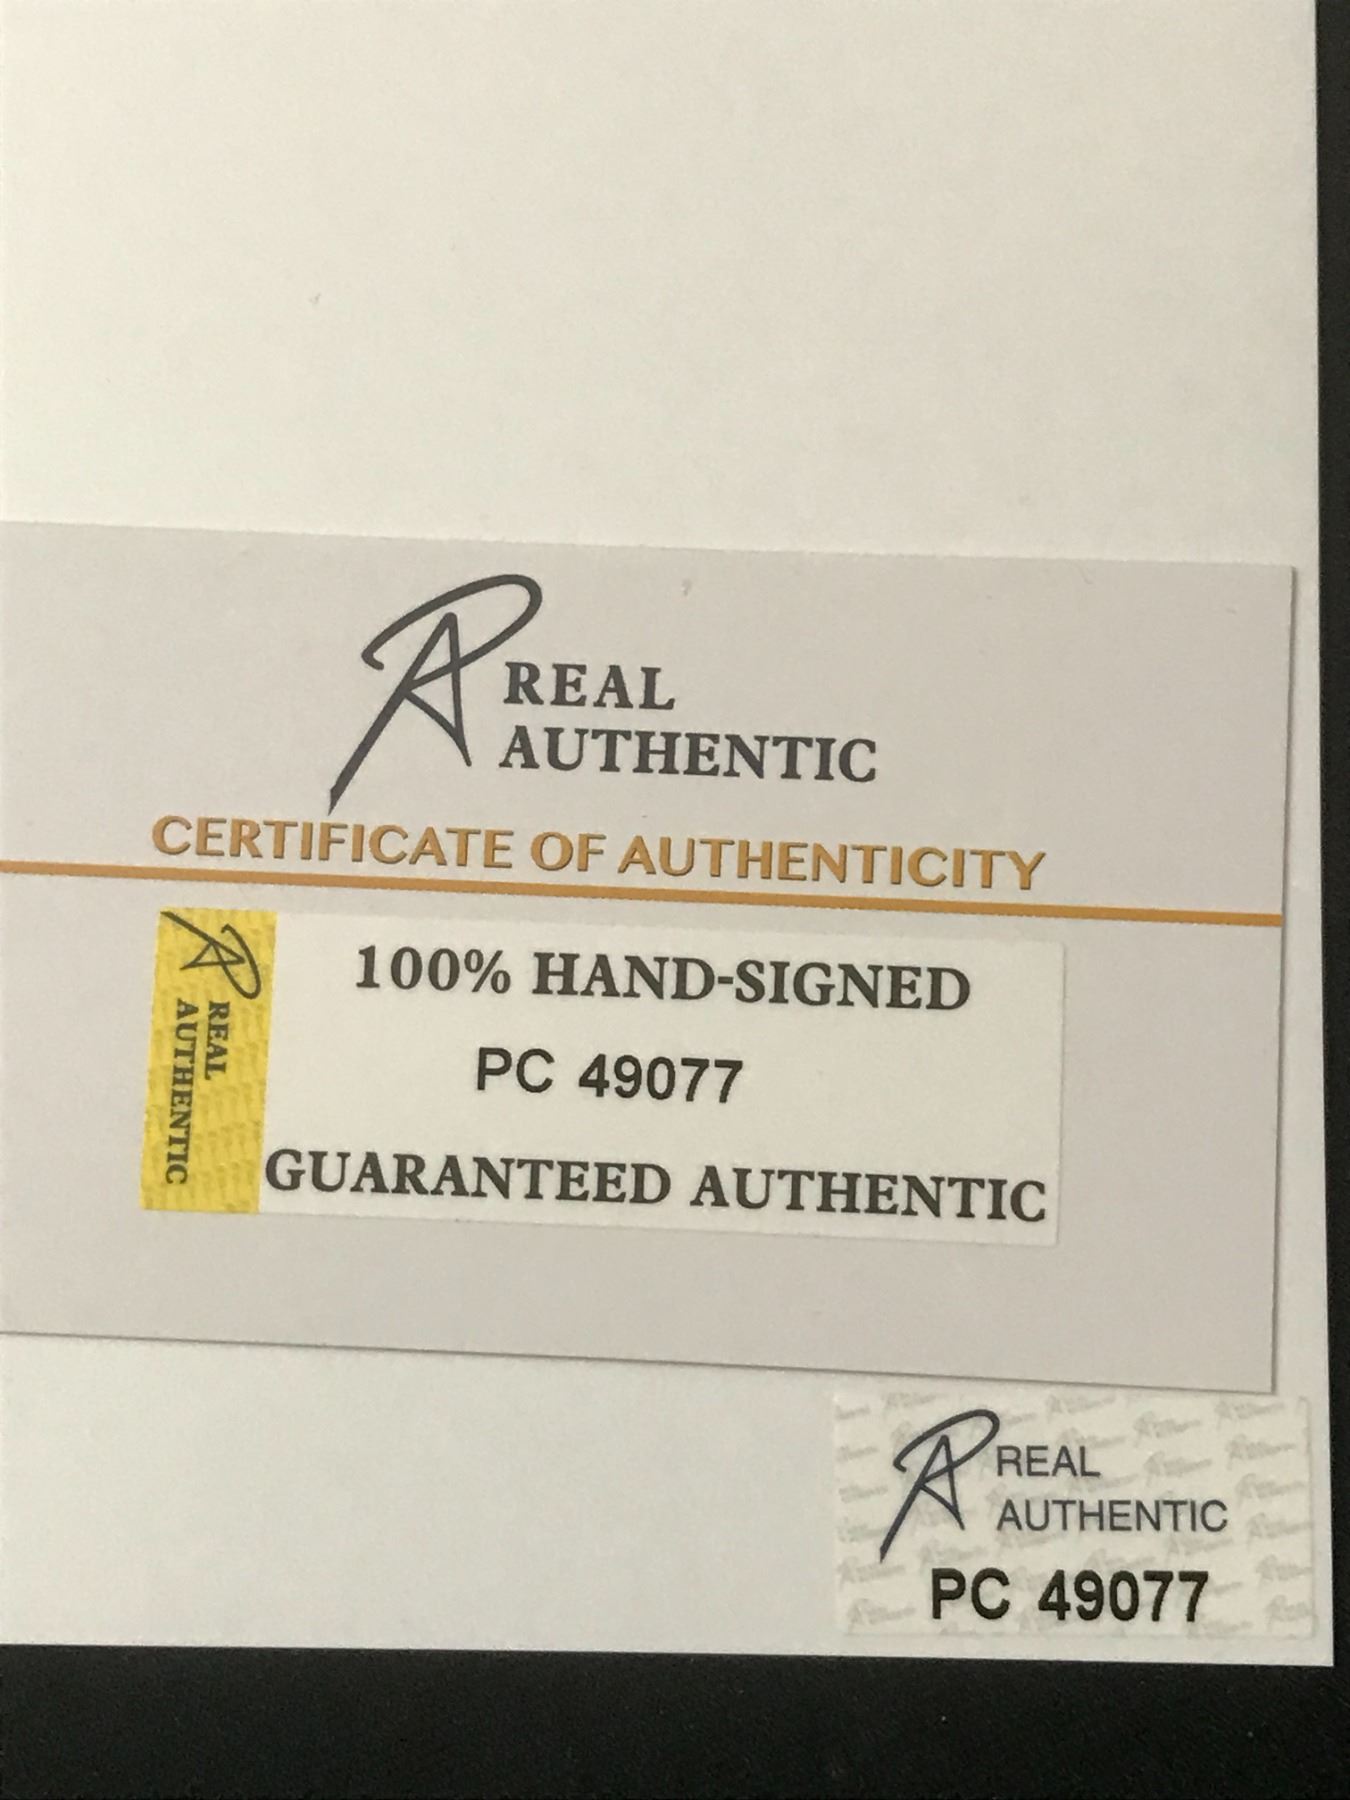 REAL
AUTHENTIC
CERTIFICATE OF AUTHENTICITY
REAL
AUTHENTIC
100% HAND-SIGNED
PC 49077
GUARANTEED AUTHENTIC
REAL
AUTHENTIC
PC 49077